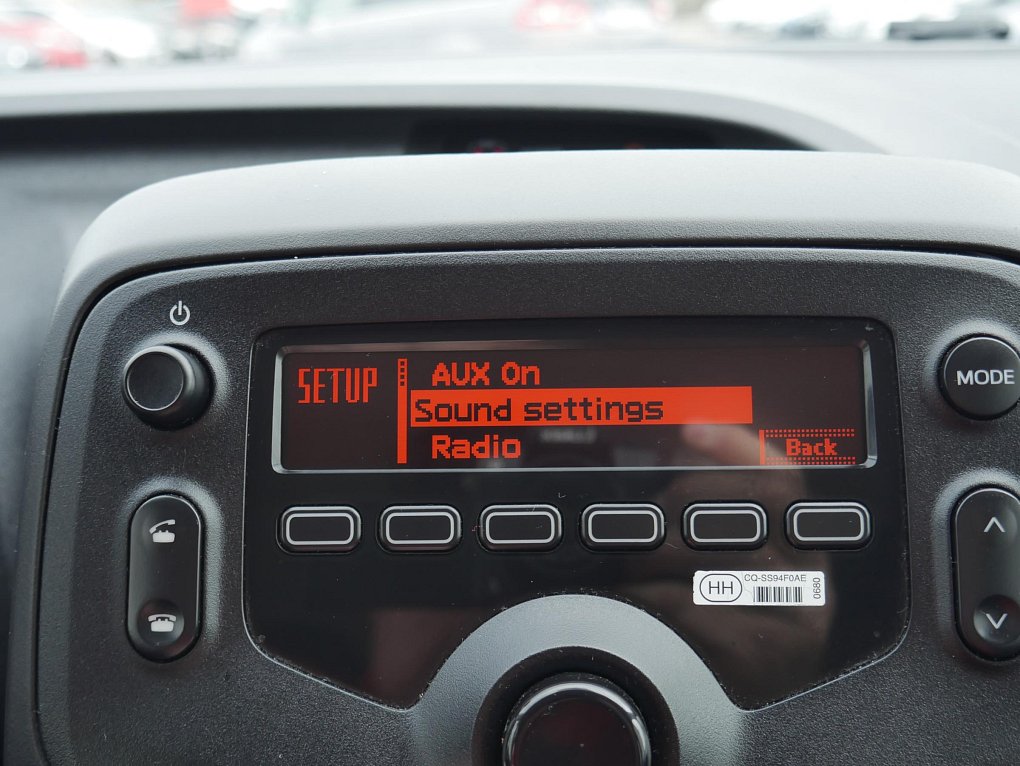 SETUP
AUX On
Sound settings
Radio
Back
MODE
HH
CQ-SS94F0AE
0680